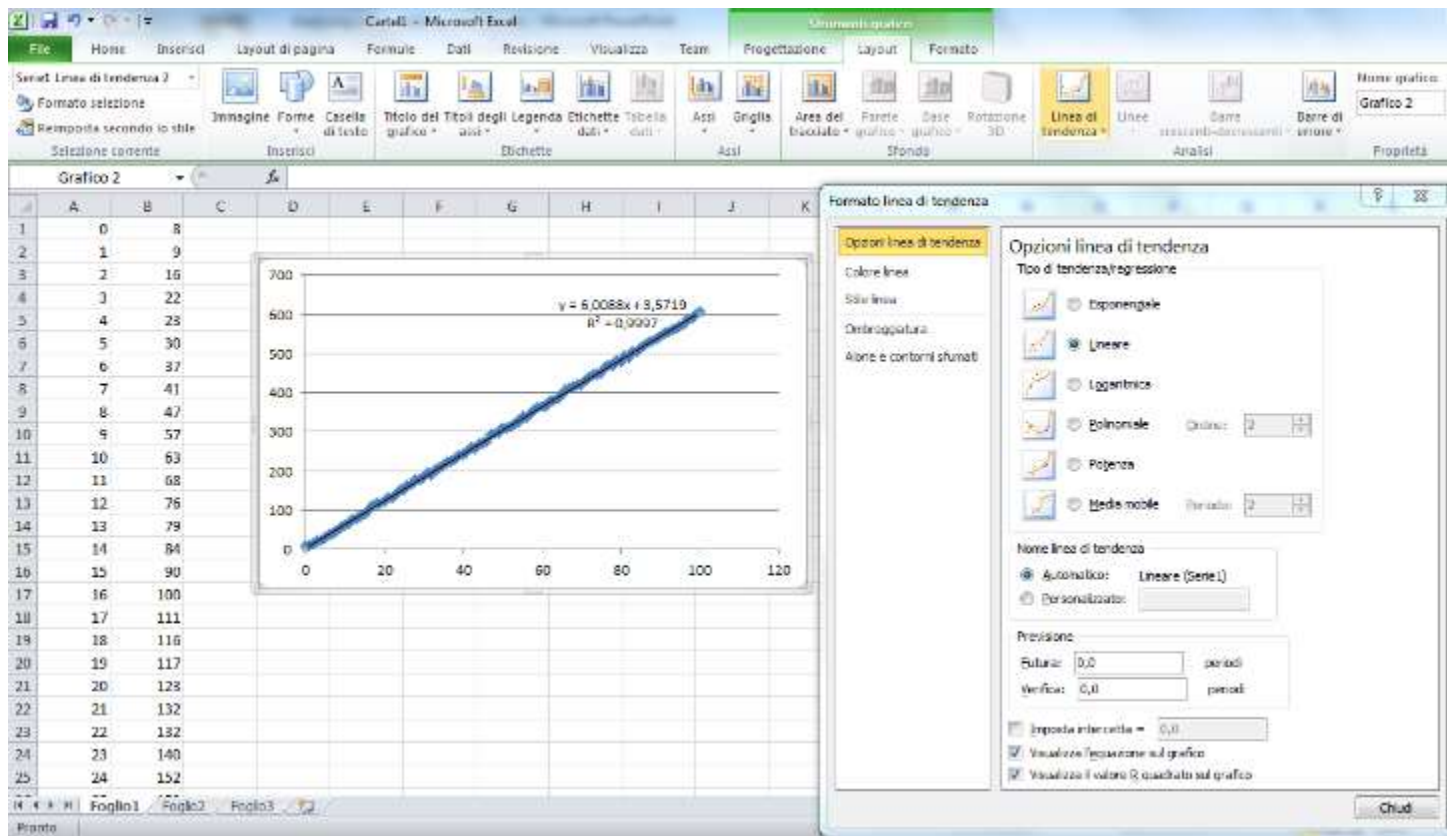 Cartel1 - Microsoft Excel
Strumenti grafico
File Home Inserisci Layout di pagina Formule Dati Revisione Visualizza Team Progettazione Layout Formato
Serie1 Linea di tendenza 2
Formato selezione
Reimposta secondo lo stile
Selezione corrente
Immagine Forme Casella di testo
Inserisci
Titolo del grafico Titoli degli assi Legenda Etichette dati Tabella dati
Etichette
Assi Griglia
Assi
Area del tracciato Parete grafico Base grafico Rotazione 3D
Sfondo
Linea di tendenza Linee Barre crescenti-decrescenti Barre di errore
Analisi
Nome grafico:
Grafico 2
Proprietà
Grafico 2
fx
A B C D E F G H I J K
1 0 8
2 1 9
3 2 16
4 3 22
5 4 23
6 5 30
7 6 37
8 7 41
9 8 47
10 9 57
11 10 63
12 11 68
13 12 76
14 13 79
15 14 84
16 15 90
17 16 100
18 17 111
19 18 116
20 19 117
21 20 123
22 21 132
23 22 132
24 23 140
25 24 152
700
600
500
400
300
200
100
0
0 20 40 60 80 100 120
y = 6,0088x + 3,5719
R² = 0,9997
Formato linea di tendenza
Opzioni linea di tendenza
Colore linea
Stile linea
Ombreggiatura
Alone e contorni sfumati
Opzioni linea di tendenza
Tipo di tendenza/regressione
Esponenziale
Lineare
Logaritmica
Polinomiale Ordine: 2
Potenza
Media mobile Periodo: 2
Nome linea di tendenza
Automatico: Lineare (Serie1)
Personalizzato:
Previsione
Futura: 0,0 periodi
Verifica: 0,0 periodi
Imposta intercetta = 0,0
Visualizza l'equazione sul grafico
Visualizza il valore R quadrato sul grafico
Chiudi
Foglio1 Foglio2 Foglio3
Pronto